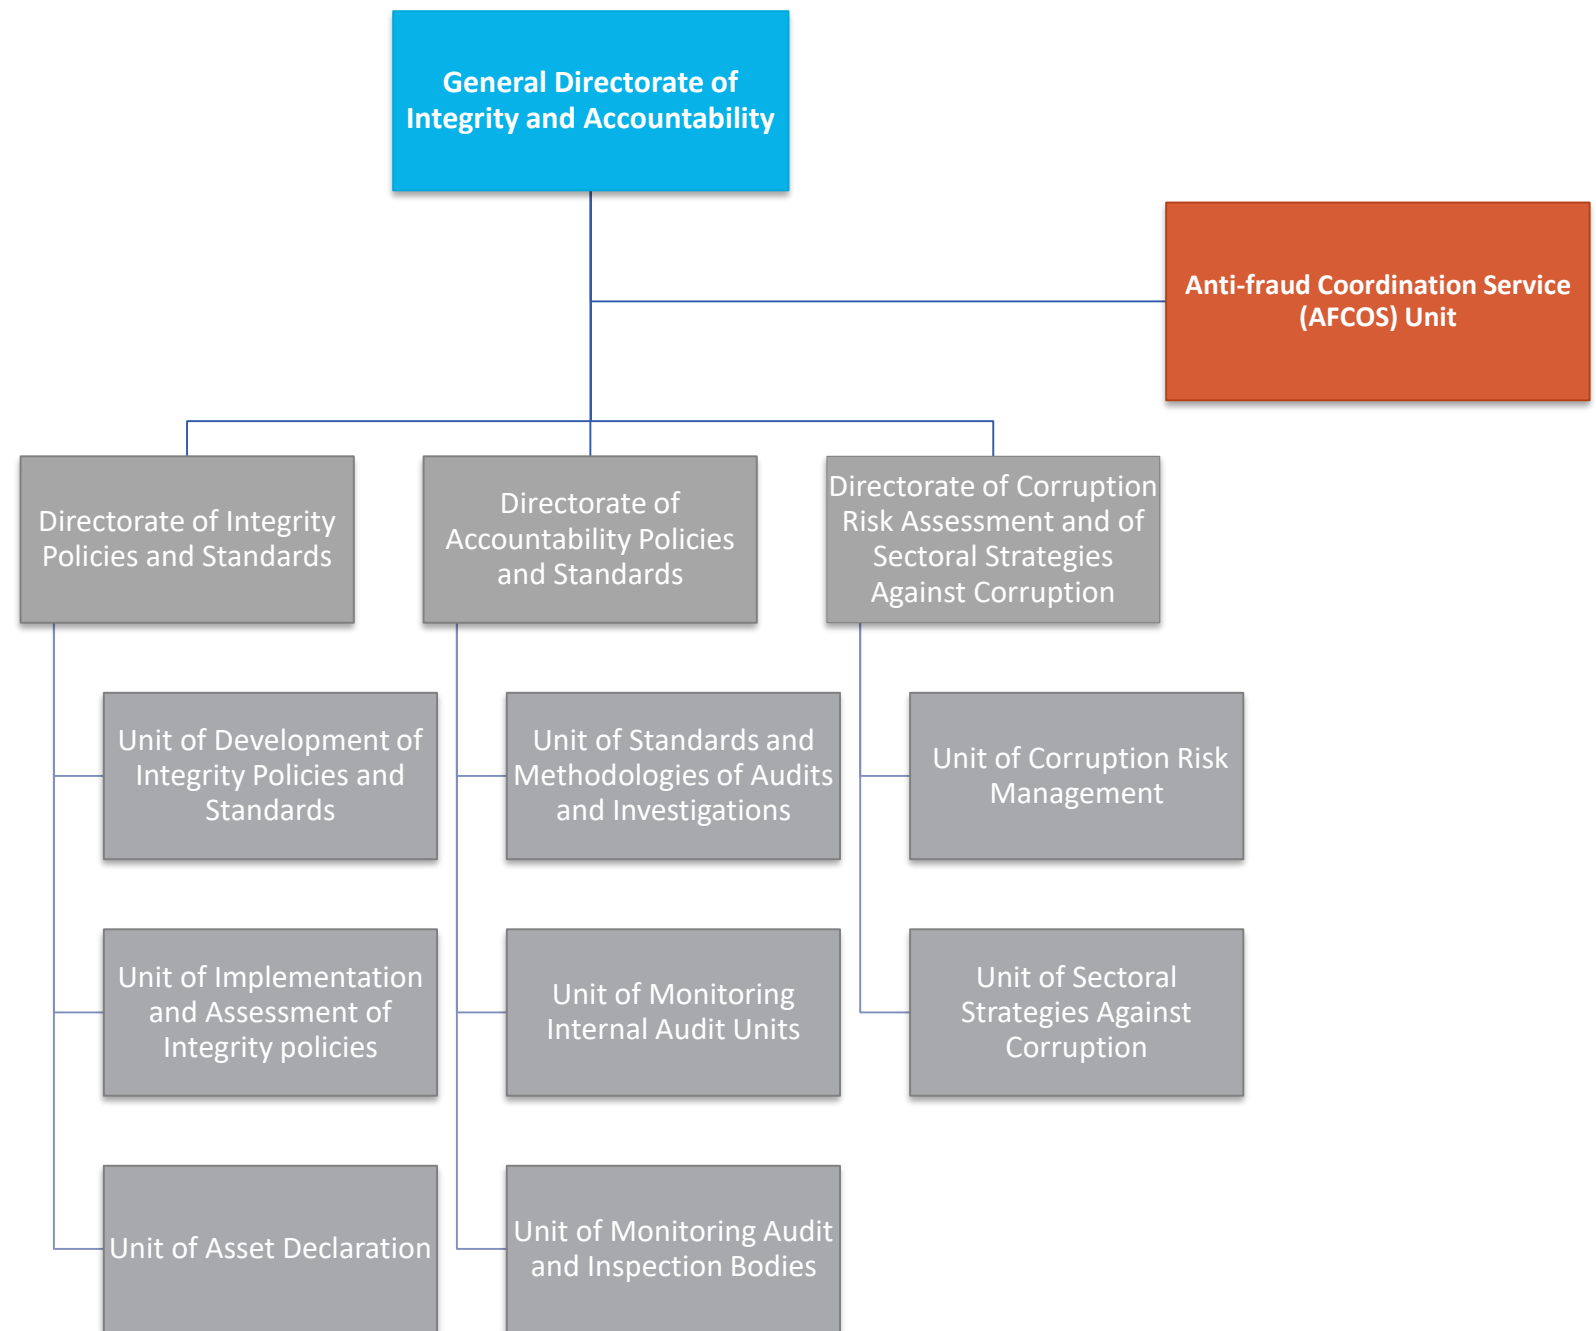 General Directorate of
Integrity and Accountability
Anti-fraud Coordination Service
(AFCOS) Unit
Directorate of Integrity
Policies and Standards
Directorate of
Accountability Policies
and Standards
Directorate of Corruption
Risk Assessment and of
Sectoral Strategies
Against Corruption
Unit of Development of
Integrity Policies and
Standards
Unit of Standards and
Methodologies of Audits
and Investigations
Unit of Corruption Risk
Management
Unit of Implementation
and Assessment of
Integrity policies
Unit of Monitoring
Internal Audit Units
Unit of Sectoral
Strategies Against
Corruption
Unit of Asset Declaration
Unit of Monitoring Audit
and Inspection Bodies